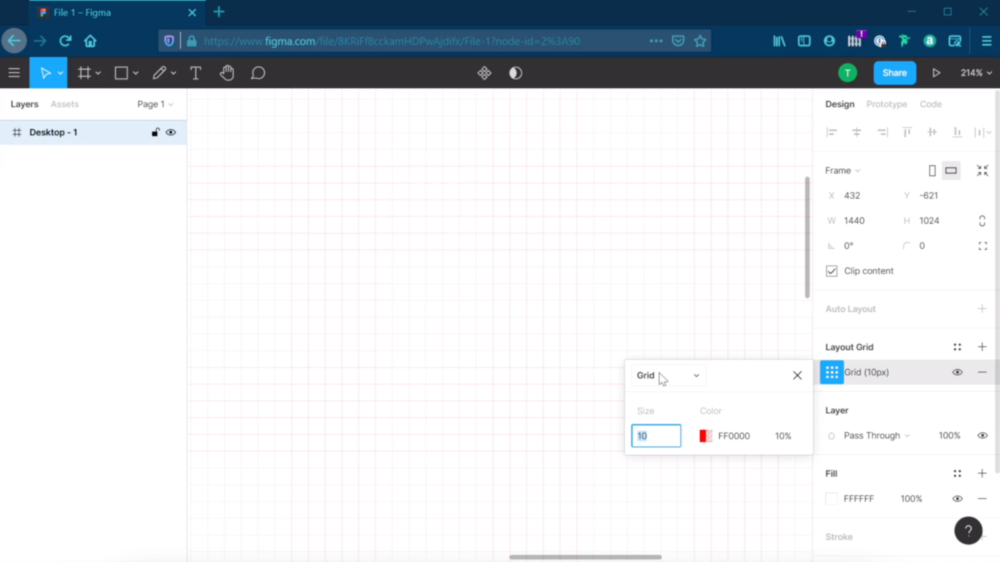 File 1 – Figma
https://www.figma.com/file/8KRiFf8cckamHDPwAjdifx/File-1?node-id=2%3A90
T
Share
214%
Layers
Assets
Page 1
Desktop - 1
Design
Prototype
Code
Frame
X 432
Y -621
W 1440
H 1024
0°
0
Clip content
Auto Layout
Layout Grid
Grid (10px)
Grid
Size
Color
10
FF0000
10%
Layer
Pass Through
100%
Fill
FFFFFF
100%
Stroke
?